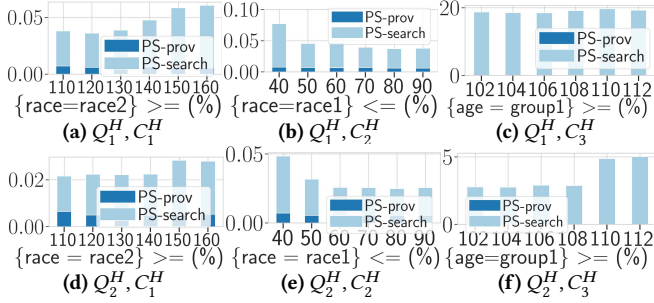 0.05
0.00
PS-prov
PS-search
110 120 130 140 150 160
{race=race2} >= (%)
(a) Q₁ᴴ, C₁ᴴ
0.10
0.05
0.00
PS-prov
PS-search
40 50 60 70 80 90
{race=race1} <= (%)
(b) Q₁ᴴ, C₂ᴴ
20
0
PS-prov
PS-search
102 104 106 108 110 112
{age = group1} >= (%)
(c) Q₁ᴴ, C₃ᴴ
0.02
0.00
PS-prov
PS-search
110 120 130 140 150 160
{race = race2} >= (%)
(d) Q₂ᴴ, C₁ᴴ
0.05
0.00
PS-prov
PS-search
40 50 60 70 80 90
{race = race1} <= (%)
(e) Q₂ᴴ, C₂ᴴ
5
0
PS-prov
PS-search
102 104 106 108 110 112
{age=group1} >= (%)
(f) Q₂ᴴ, C₃ᴴ